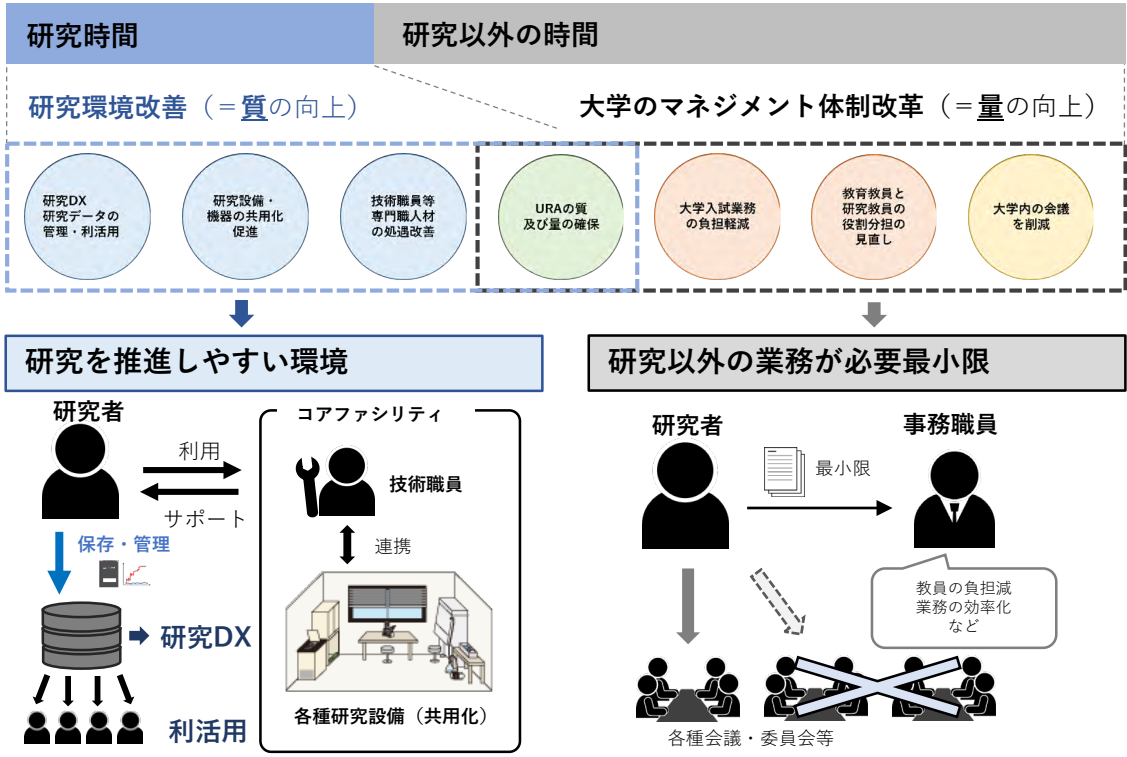 研究時間
研究以外の時間
研究環境改善（＝質の向上）
大学のマネジメント体制改革（＝量の向上）
研究DX
研究データの
管理・利活用
研究設備・
機器の共用化
促進
技術職員等
専門職人材
の処遇改善
URAの質
及び量の確保
大学入試業務
の負担軽減
教育教員と
研究教員の
役割分担の
見直し
大学内の会議
を削減
研究を推進しやすい環境
研究者
利用
サポート
保存・管理
研究DX
利活用
コアファシリティ
技術職員
連携
各種研究設備（共用化）
研究以外の業務が必要最小限
研究者
最小限
事務職員
教員の負担減
業務の効率化
など
各種会議・委員会等